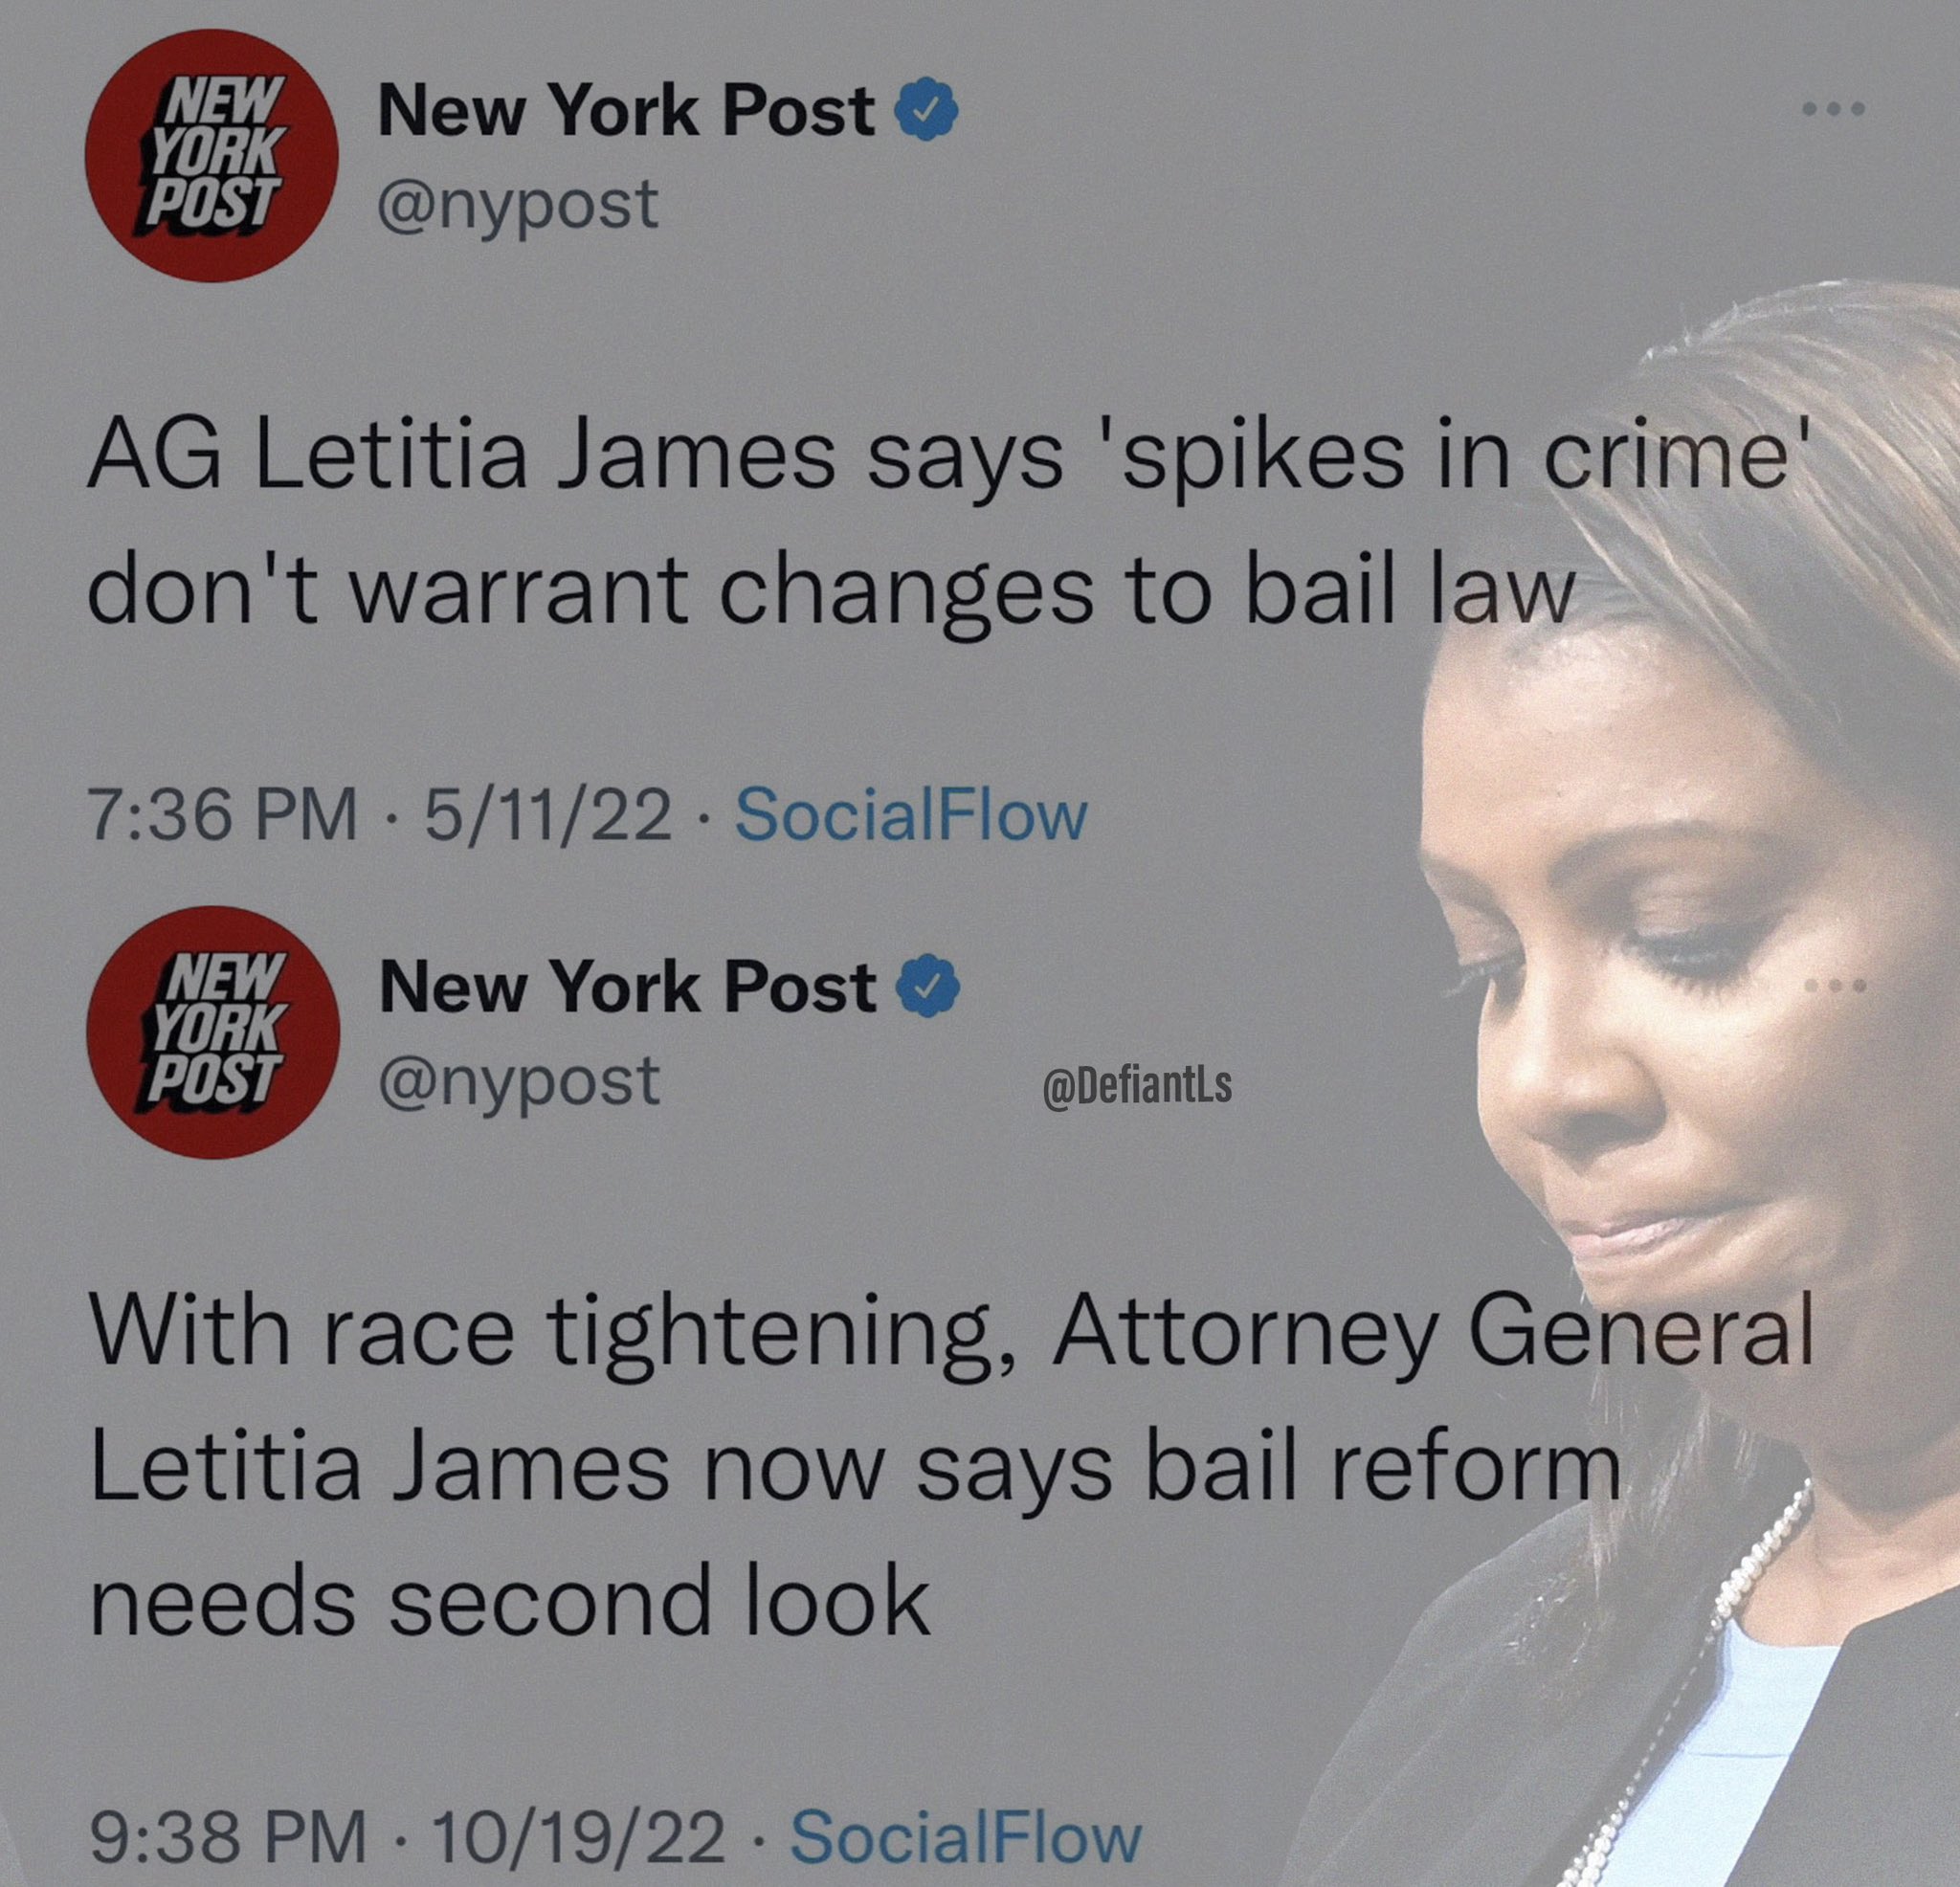 NEW
YORK
POST
New York Post
@nypost
AG Letitia James says 'spikes in crime'
don't warrant changes to bail law
7:36 PM · 5/11/22 · SocialFlow
NEW
YORK
POST
New York Post
@nypost
@DefiantLs
With race tightening, Attorney General
Letitia James now says bail reform
needs second look
9:38 PM · 10/19/22 · SocialFlow